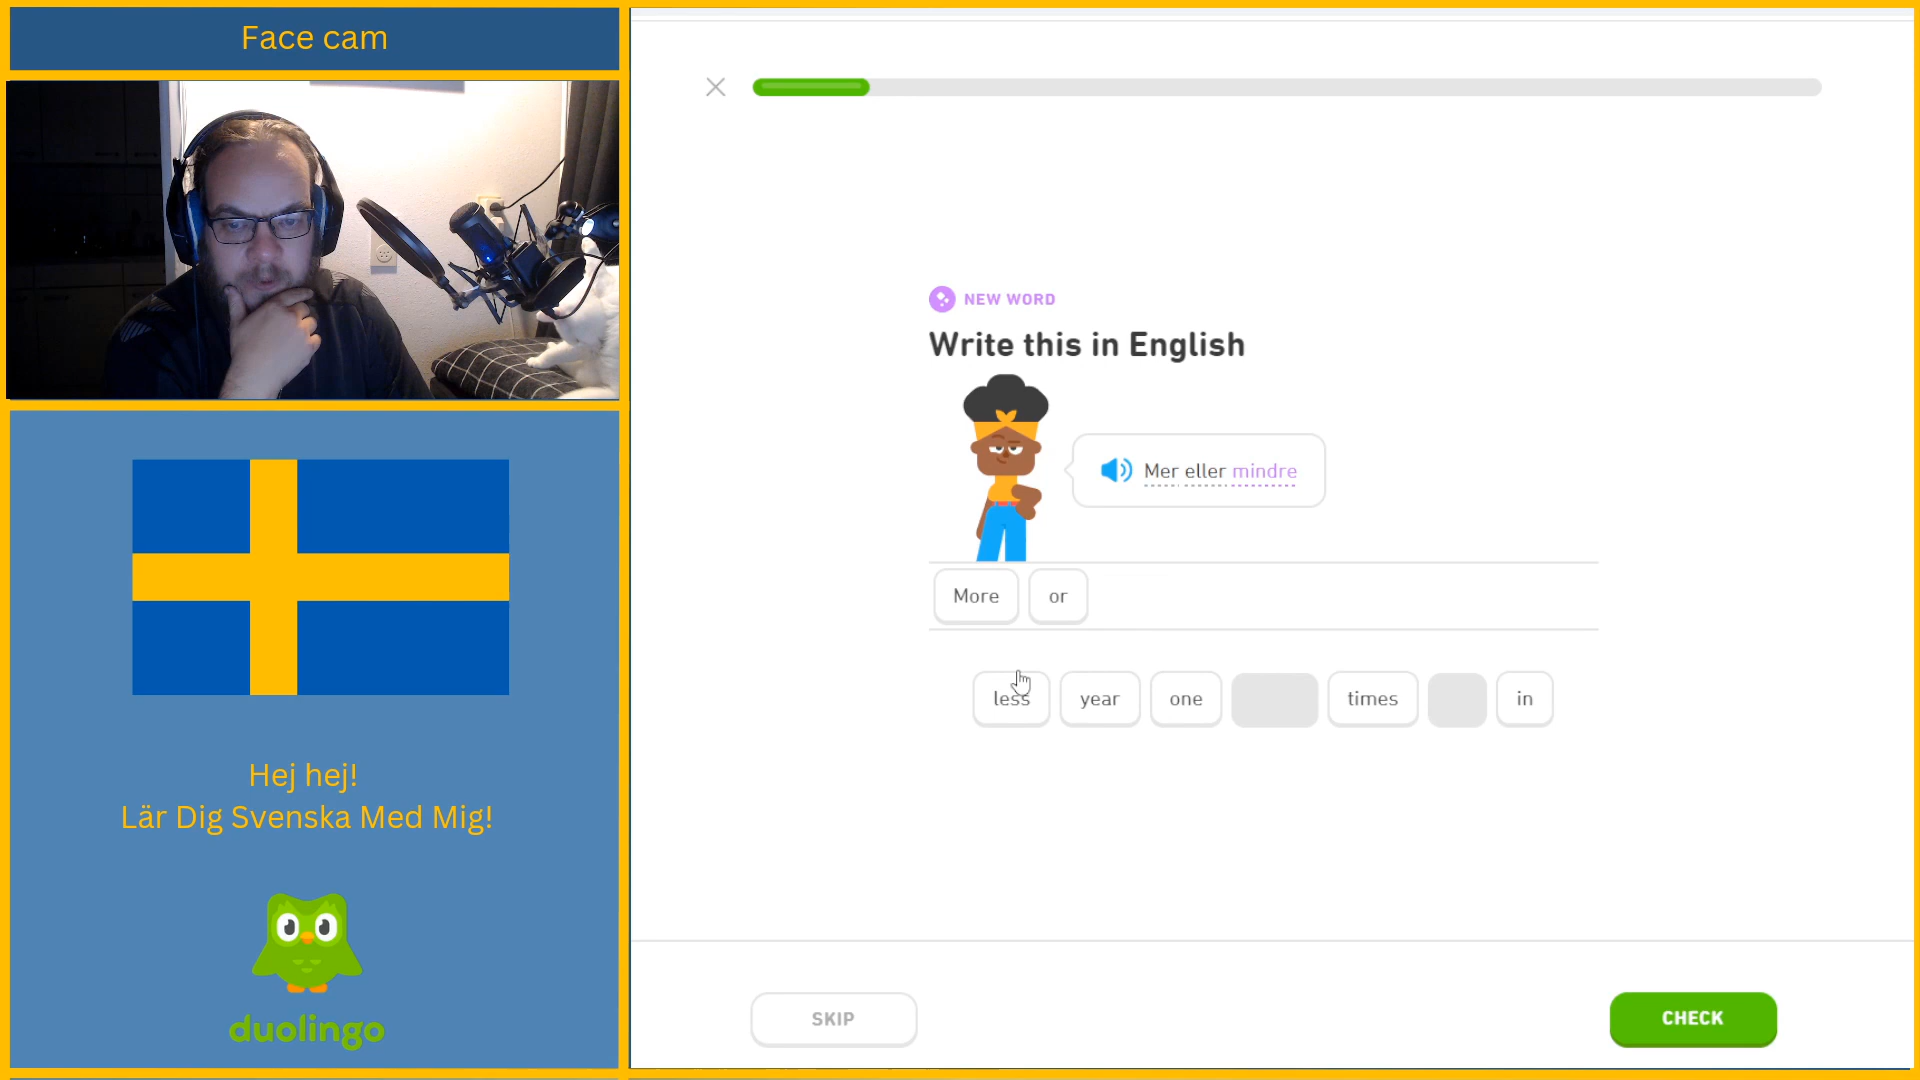 Face cam
NEW WORD
Write this in English
Mer eller mindre
More or
less year one times in
Hej hej!
Lär Dig Svenska Med Mig!
duolingo
SKIP
CHECK